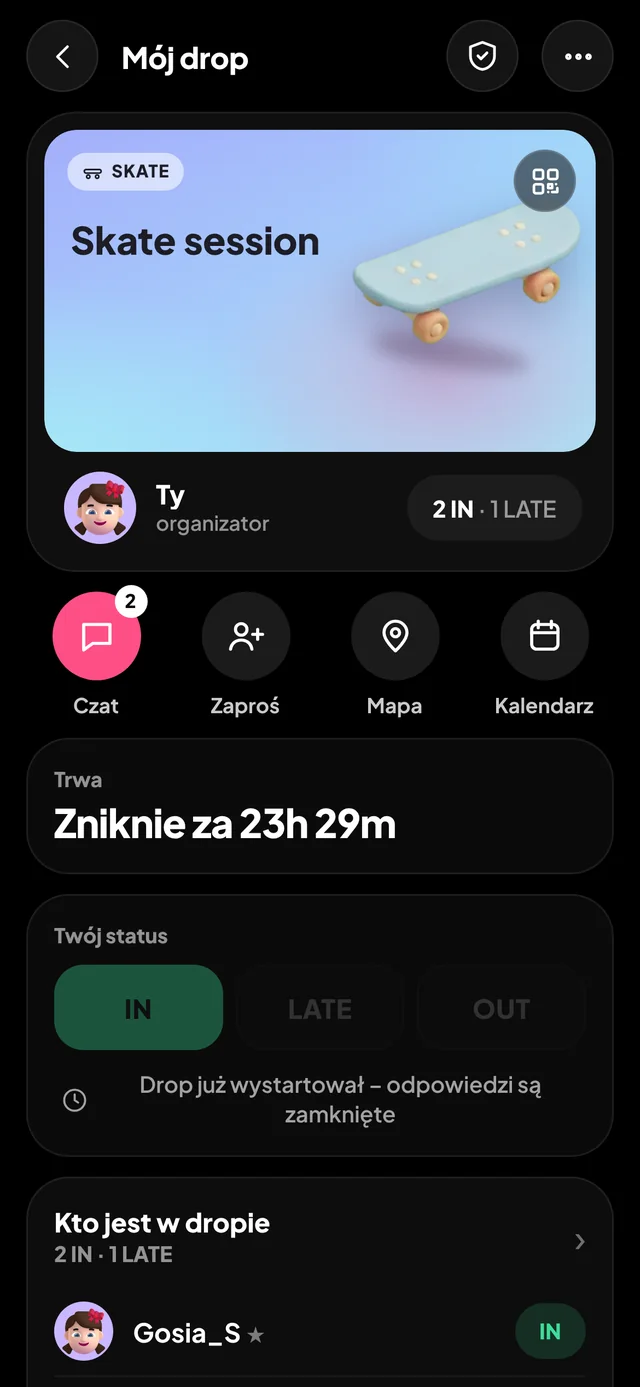 Mój drop
SKATE
Skate session
Ty
organizator
2 IN · 1 LATE
2
Czat
Zaproś
Mapa
Kalendarz
Trwa
Zniknie za 23h 29m
Twój status
IN
LATE
OUT
Drop już wystartował – odpowiedzi są
zamknięte
Kto jest w dropie
2 IN · 1 LATE
Gosia_S ★
IN